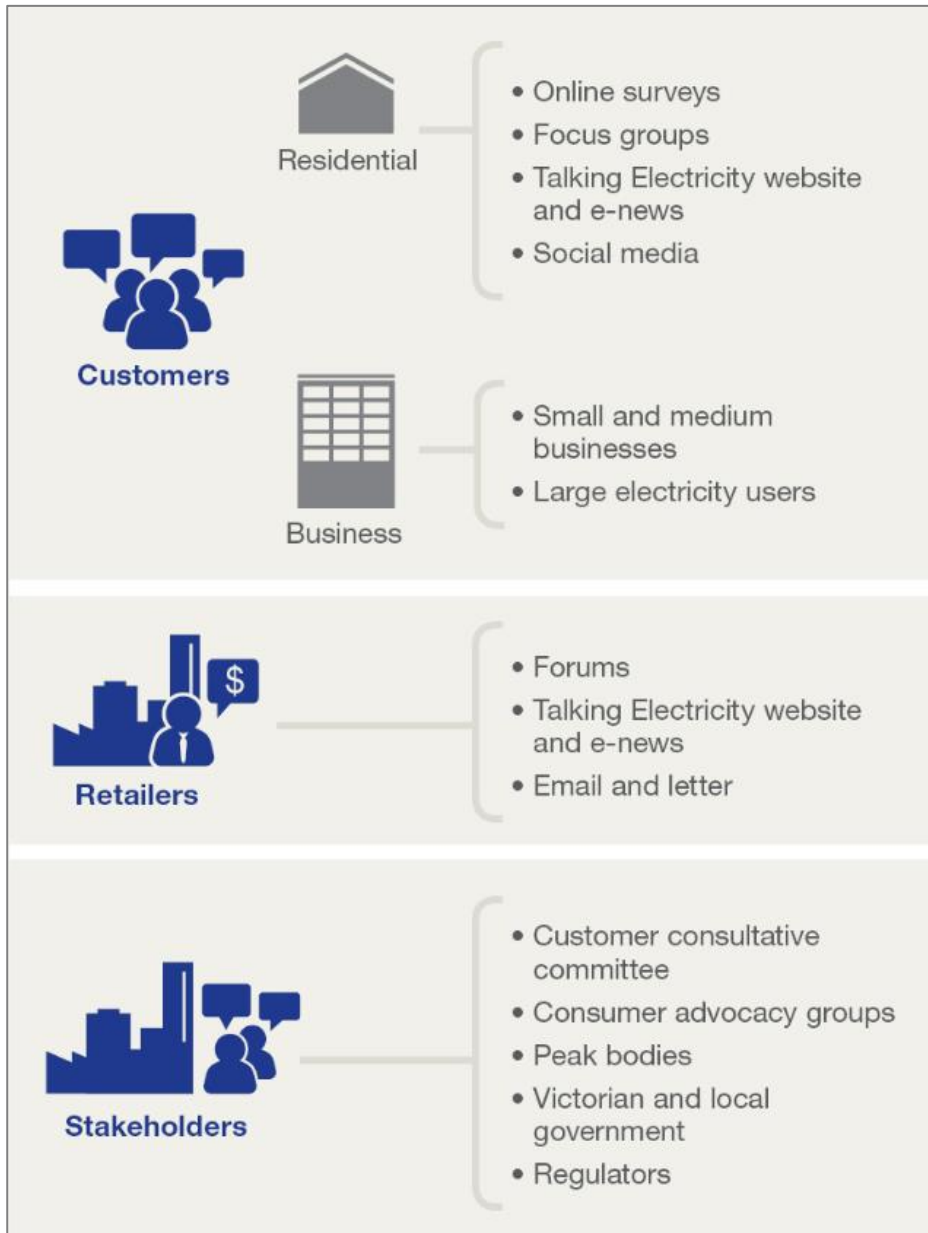 Residential
• Online surveys
• Focus groups
• Talking Electricity website
and e-news
• Social media
Customers
Business
• Small and medium
businesses
• Large electricity users
Retailers
$
• Forums
• Talking Electricity website
and e-news
• Email and letter
Stakeholders
• Customer consultative
committee
• Consumer advocacy groups
• Peak bodies
• Victorian and local
government
• Regulators